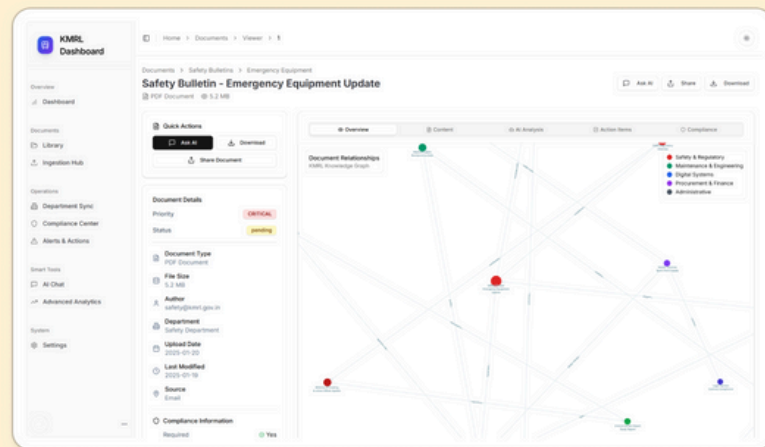 KMRL
Dashboard
Overview
Dashboard
Documents
Library
Ingestion Hub
Operations
Department Sync
Compliance Center
Alerts & Actions
Smart Tools
AI Chat
Advanced Analytics
System
Settings
Home > Documents > Viewer > 1
Documents > Safety Bulletins > Emergency Equipment
Safety Bulletin - Emergency Equipment Update
PDF Document 5.2 MB
Ask AI Share Download
Quick Actions
Ask AI Download
Share Document
Document Details
Priority CRITICAL
Status pending
Document Type
PDF Document
File Size
5.2 MB
Author
safety@kmrl.gov.in
Department
Safety Department
Upload Date
2025-01-20
Last Modified
2025-01-19
Source
Email
Compliance Information
Required Yes
Overview Content AI Analysis Action Items Compliance
Document Relationships
KMRL Knowledge Graph
Safety & Regulatory
Maintenance & Engineering
Digital Systems
Procurement & Finance
Administrative